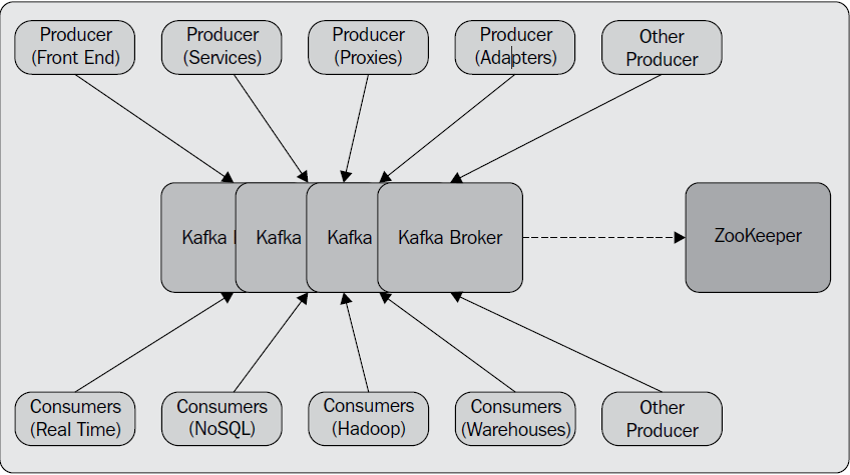 Producer
(Front End)
Producer
(Services)
Producer
(Proxies)
Producer
(Adapters)
Other
Producer
Kafka
Kafka
Kafka
Kafka Broker
ZooKeeper
Consumers
(Real Time)
Consumers
(NoSQL)
Consumers
(Hadoop)
Consumers
(Warehouses)
Other
Producer